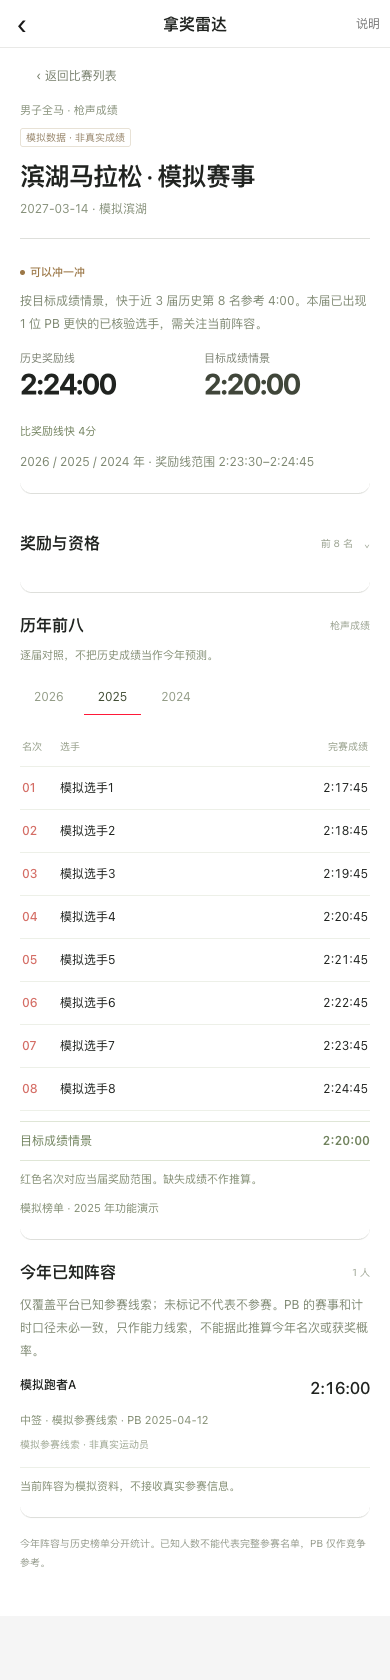 ‹ 拿奖雷达 说明
‹ 返回比赛列表
男子全马 · 枪声成绩
模拟数据 · 非真实成绩
滨湖马拉松 · 模拟赛事
2027-03-14 · 模拟滨湖
可以冲一冲
按目标成绩情景，快于近 3 届历史第 8 名参考 4:00。本届已出现
1 位 PB 更快的已核验选手，需关注当前阵容。
历史奖励线 目标成绩情景
2:24:00 2:20:00
比奖励线快 4分
2026 / 2025 / 2024 年 · 奖励线范围 2:23:30–2:24:45
奖励与资格 前 8 名 ⌄
历年前八 枪声成绩
逐届对照，不把历史成绩当作今年预测。
2026 2025 2024
名次 选手 完赛成绩
01 模拟选手1 2:17:45
02 模拟选手2 2:18:45
03 模拟选手3 2:19:45
04 模拟选手4 2:20:45
05 模拟选手5 2:21:45
06 模拟选手6 2:22:45
07 模拟选手7 2:23:45
08 模拟选手8 2:24:45
目标成绩情景 2:20:00
红色名次对应当届奖励范围。缺失成绩不作推算。
模拟榜单 · 2025 年功能演示
今年已知阵容 1 人
仅覆盖平台已知参赛线索；未标记不代表不参赛。PB 的赛事和计
时口径未必一致，只作能力线索，不能据此推算今年名次或获奖概
率。
模拟跑者A 2:16:00
中签 · 模拟参赛线索 · PB 2025-04-12
模拟参赛线索 · 非真实运动员
当前阵容为模拟资料，不接收真实参赛信息。
今年阵容与历史榜单分开统计。已知人数不能代表完整参赛名单，PB 仅作竞争
参考。